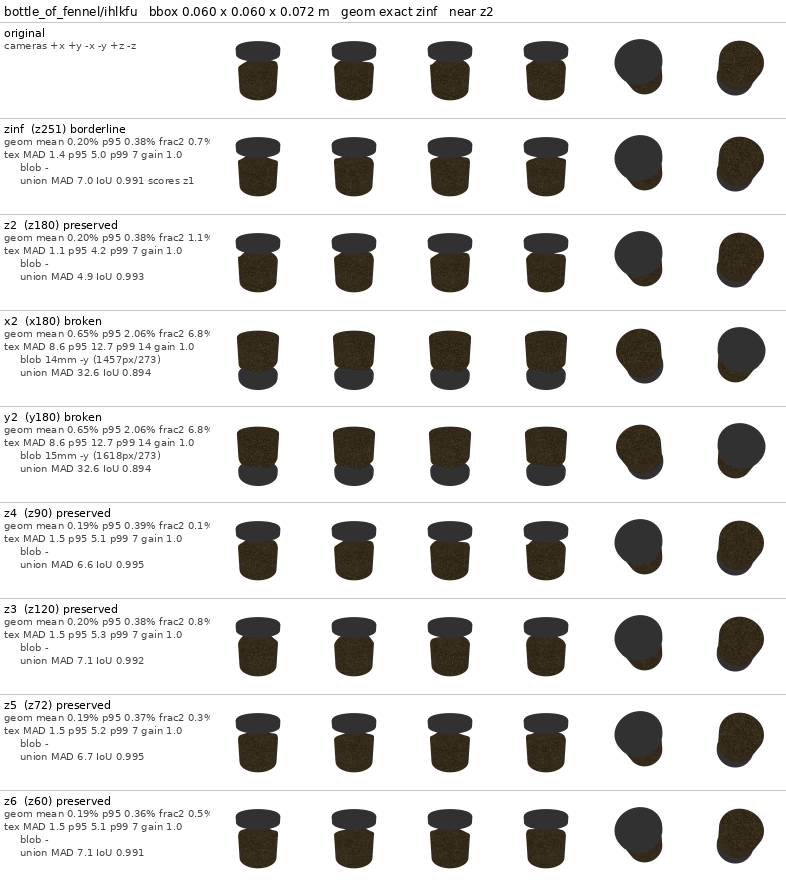 bottle_of_fennel/ihlkfu   bbox 0.060 x 0.060 x 0.072 m   geom exact zinf   near z2
original
cameras +x +y -x -y +z -z
zinf  (z251) borderline
geom mean 0.20% p95 0.38% frac2 0.7%
tex MAD 1.4 p95 5.0 p99 7 gain 1.0
blob -
union MAD 7.0 IoU 0.991 scores z1
z2  (z180) preserved
geom mean 0.20% p95 0.38% frac2 1.1%
tex MAD 1.1 p95 4.2 p99 7 gain 1.0
blob -
union MAD 4.9 IoU 0.993
x2  (x180) broken
geom mean 0.65% p95 2.06% frac2 6.8%
tex MAD 8.6 p95 12.7 p99 14 gain 1.0
blob 14mm -y (1457px/273)
union MAD 32.6 IoU 0.894
y2  (y180) broken
geom mean 0.65% p95 2.06% frac2 6.8%
tex MAD 8.6 p95 12.7 p99 14 gain 1.0
blob 15mm -y (1618px/273)
union MAD 32.6 IoU 0.894
z4  (z90) preserved
geom mean 0.19% p95 0.39% frac2 0.1%
tex MAD 1.5 p95 5.1 p99 7 gain 1.0
blob -
union MAD 6.6 IoU 0.995
z3  (z120) preserved
geom mean 0.20% p95 0.38% frac2 0.8%
tex MAD 1.5 p95 5.3 p99 7 gain 1.0
blob -
union MAD 7.1 IoU 0.992
z5  (z72) preserved
geom mean 0.19% p95 0.37% frac2 0.3%
tex MAD 1.5 p95 5.2 p99 7 gain 1.0
blob -
union MAD 6.7 IoU 0.995
z6  (z60) preserved
geom mean 0.19% p95 0.36% frac2 0.5%
tex MAD 1.5 p95 5.1 p99 7 gain 1.0
blob -
union MAD 7.1 IoU 0.991